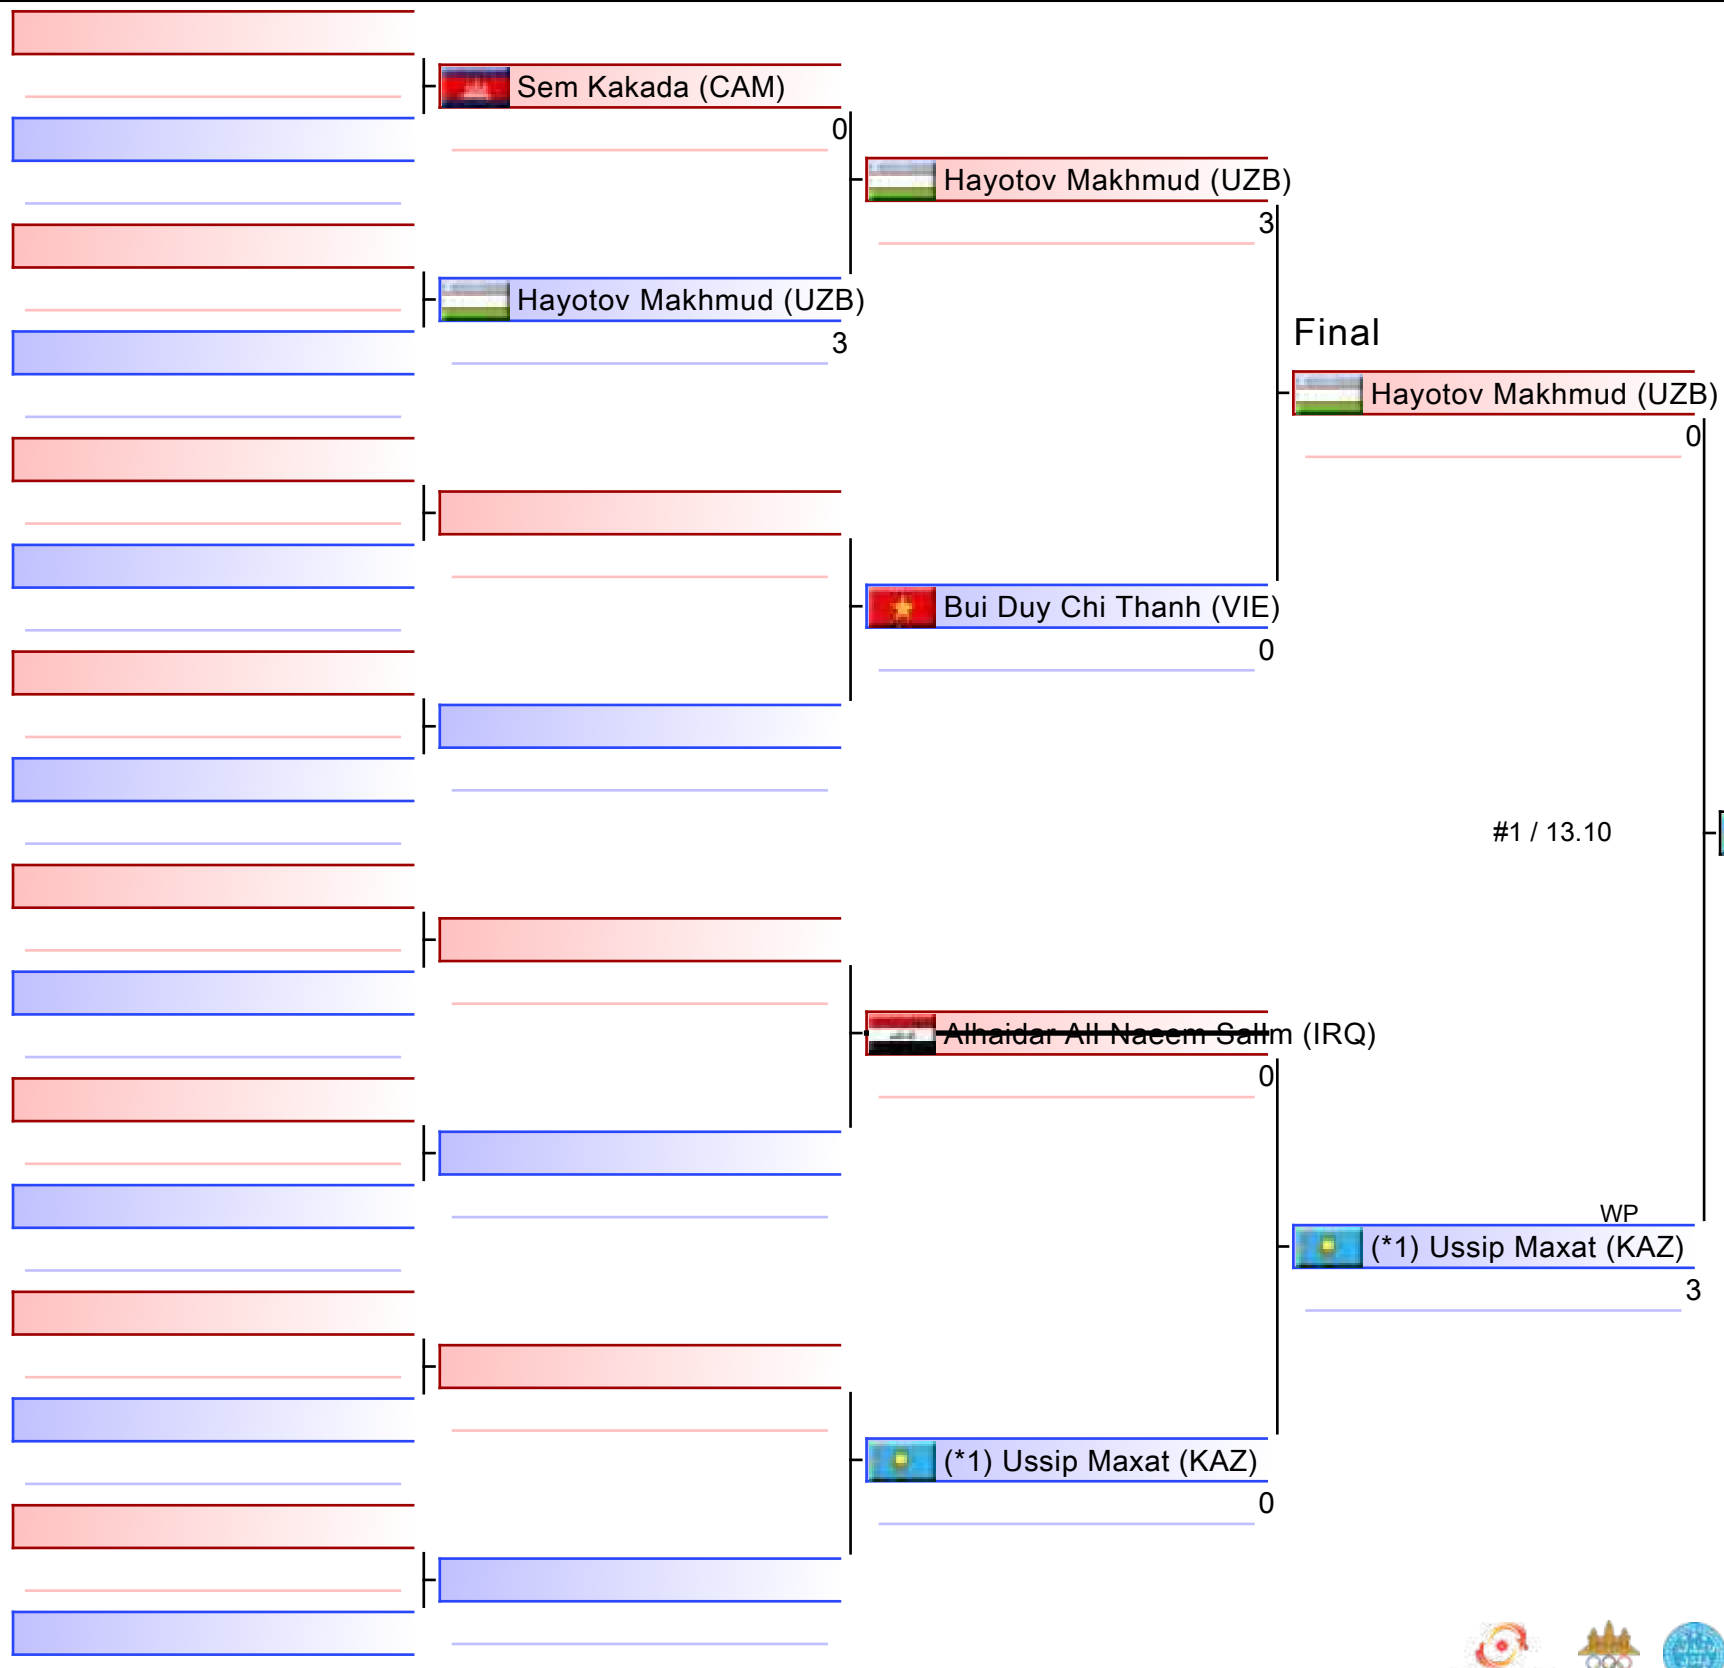 Sem Kakada (CAM)
0
Hayotov Makhmud (UZB)
3
Hayotov Makhmud (UZB)
3
Final
Hayotov Makhmud (UZB)
0
Bui Duy Chi Thanh (VIE)
0
#1 / 13.10
Alhaidar Ali Naeem Salim (IRQ)
0
WP
(*1) Ussip Maxat (KAZ)
3
(*1) Ussip Maxat (KAZ)
0